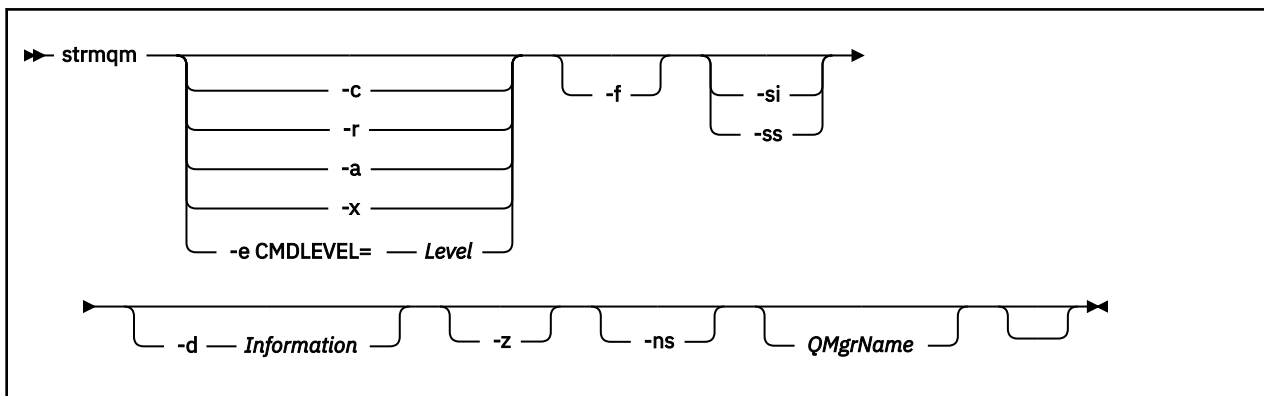 strmqm
-c
-f
-si
-r
-ss
-a
-x
-e CMDLEVEL= Level
-d Information
-z
-ns
QMgrName